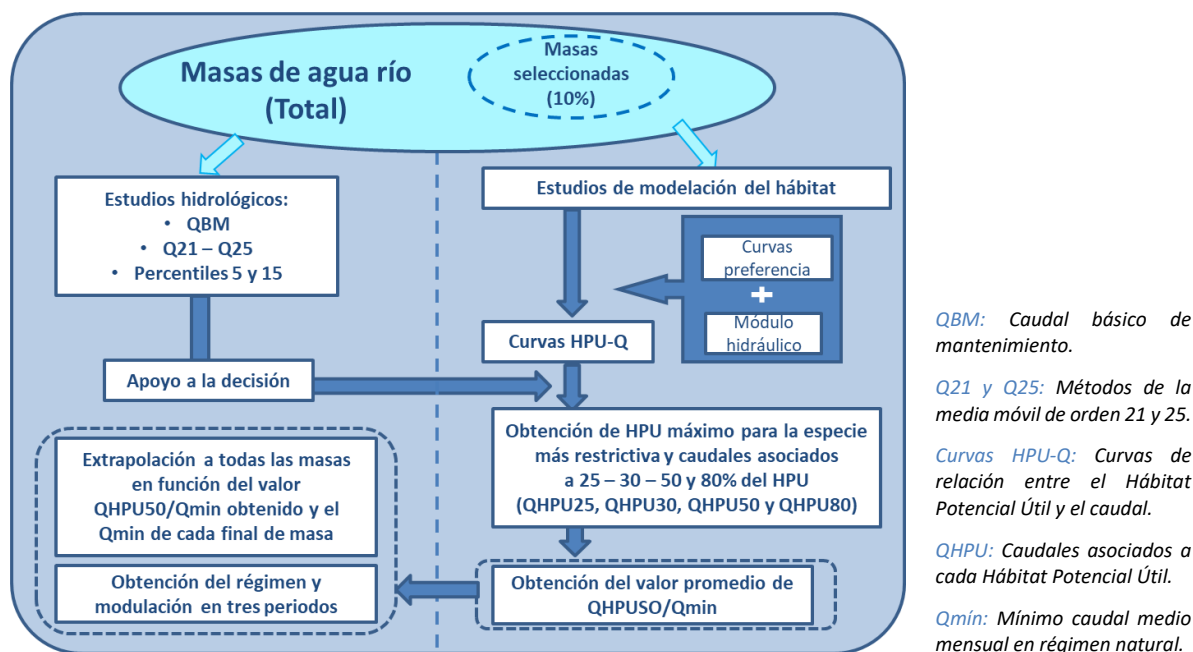 Masas de agua río
(Total)
Masas
seleccionadas
(10%)
Estudios hidrológicos:
• QBM
• Q21 – Q25
• Percentiles 5 y 15
Estudios de modelación del hábitat
Curvas
preferencia
+
Módulo
hidráulico
Curvas HPU-Q
Apoyo a la decisión
Obtención de HPU máximo para la especie
más restrictiva y caudales asociados
a 25 – 30 – 50 y 80% del HPU
(QHPU25, QHPU30, QHPU50 y QHPU80)
Extrapolación a todas las masas
en función del valor
QHPU50/Qmin obtenido y el
Qmin de cada final de masa
Obtención del régimen y
modulación en tres periodos
Obtención del valor promedio de
QHPUSO/Qmin
QBM: Caudal básico de
mantenimiento.
Q21 y Q25: Métodos de la
media móvil de orden 21 y 25.
Curvas HPU-Q: Curvas de
relación entre el Hábitat
Potencial Útil y el caudal.
QHPU: Caudales asociados a
cada Hábitat Potencial Útil.
Qmín: Mínimo caudal medio
mensual en régimen natural.